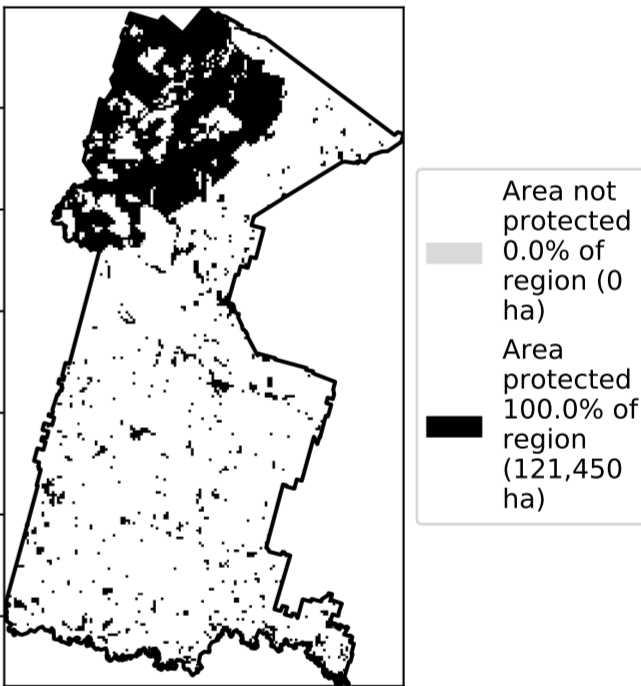 Area not
protected
0.0% of
region (0
ha)
Area
protected
100.0% of
region
(121,450
ha)